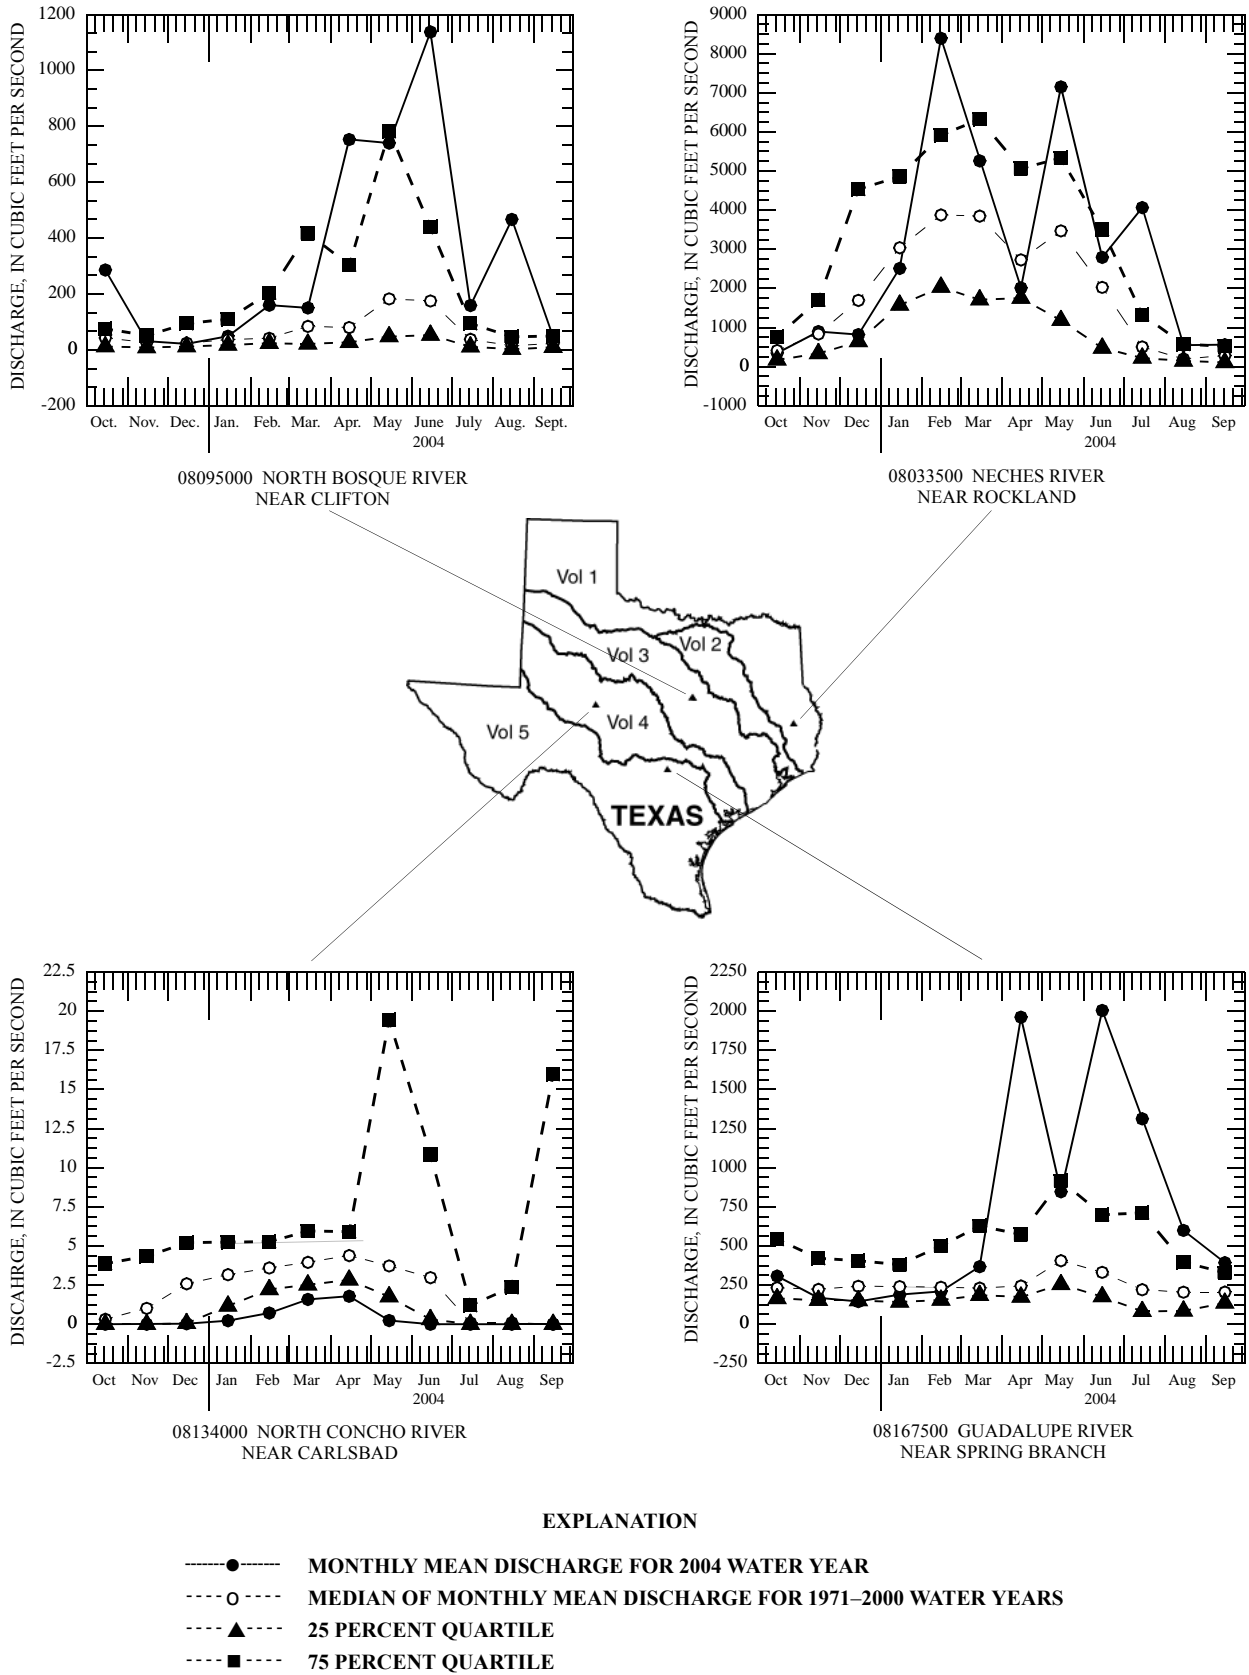 DISCHARGE, IN CUBIC FEET PER SECOND
1200
1000
800
600
400
200
0
-200
Oct. Nov. Dec. Jan. Feb. Mar. Apr. May June July Aug. Sept.
2004
08095000 NORTH BOSQUE RIVER
NEAR CLIFTON
DISCHARGE, IN CUBIC FEET PER SECOND
9000
8000
7000
6000
5000
4000
3000
2000
1000
0
-1000
Oct Nov Dec Jan Feb Mar Apr May Jun Jul Aug Sep
2004
08033500 NECHES RIVER
NEAR ROCKLAND
Vol 1
Vol 2
Vol 3
Vol 4
Vol 5
TEXAS
DISCAHRGE, IN CUBIC FEET PER SECOND
22.5
20
17.5
15
12.5
10
7.5
5
2.5
0
-2.5
Oct Nov Dec Jan Feb Mar Apr May Jun Jul Aug Sep
2004
08134000 NORTH CONCHO RIVER
NEAR CARLSBAD
DISCHARGE, IN CUBIC FEET PER SECOND
2250
2000
1750
1500
1250
1000
750
500
250
0
-250
Oct Nov Dec Jan Feb Mar Apr May Jun Jul Aug Sep
2004
08167500 GUADALUPE RIVER
NEAR SPRING BRANCH
EXPLANATION
MONTHLY MEAN DISCHARGE FOR 2004 WATER YEAR
MEDIAN OF MONTHLY MEAN DISCHARGE FOR 1971–2000 WATER YEARS
25 PERCENT QUARTILE
75 PERCENT QUARTILE